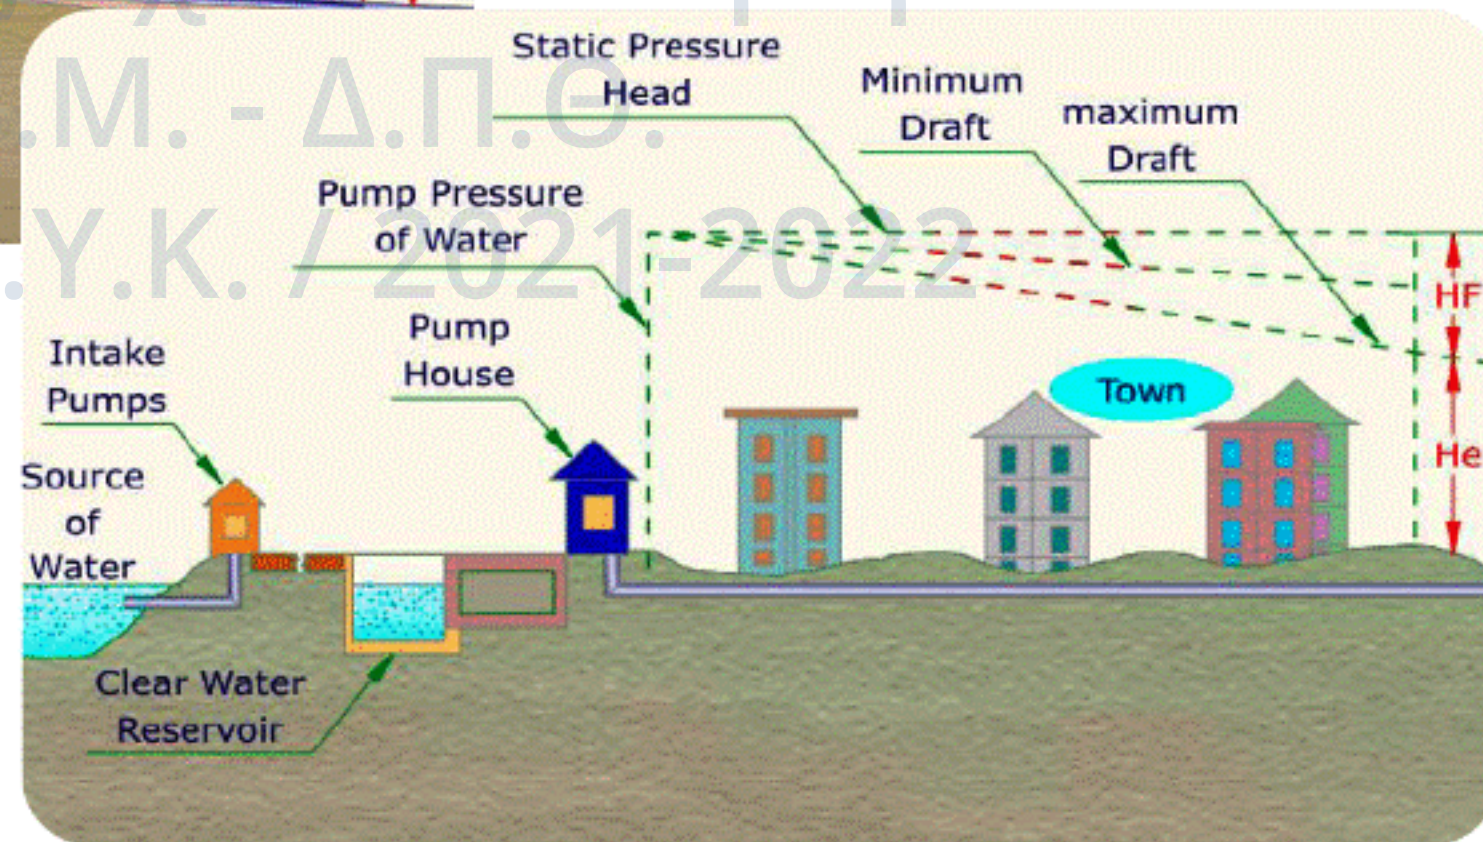 .Μ. - Δ.Π.Θ.
.Υ.Κ. / 2021-2022
Static Pressure
Head
Minimum
Draft
maximum
Draft
Pump Pressure
of Water
Pump
House
Intake
Pumps
Source
of
Water
Town
HF
He
Clear Water
Reservoir